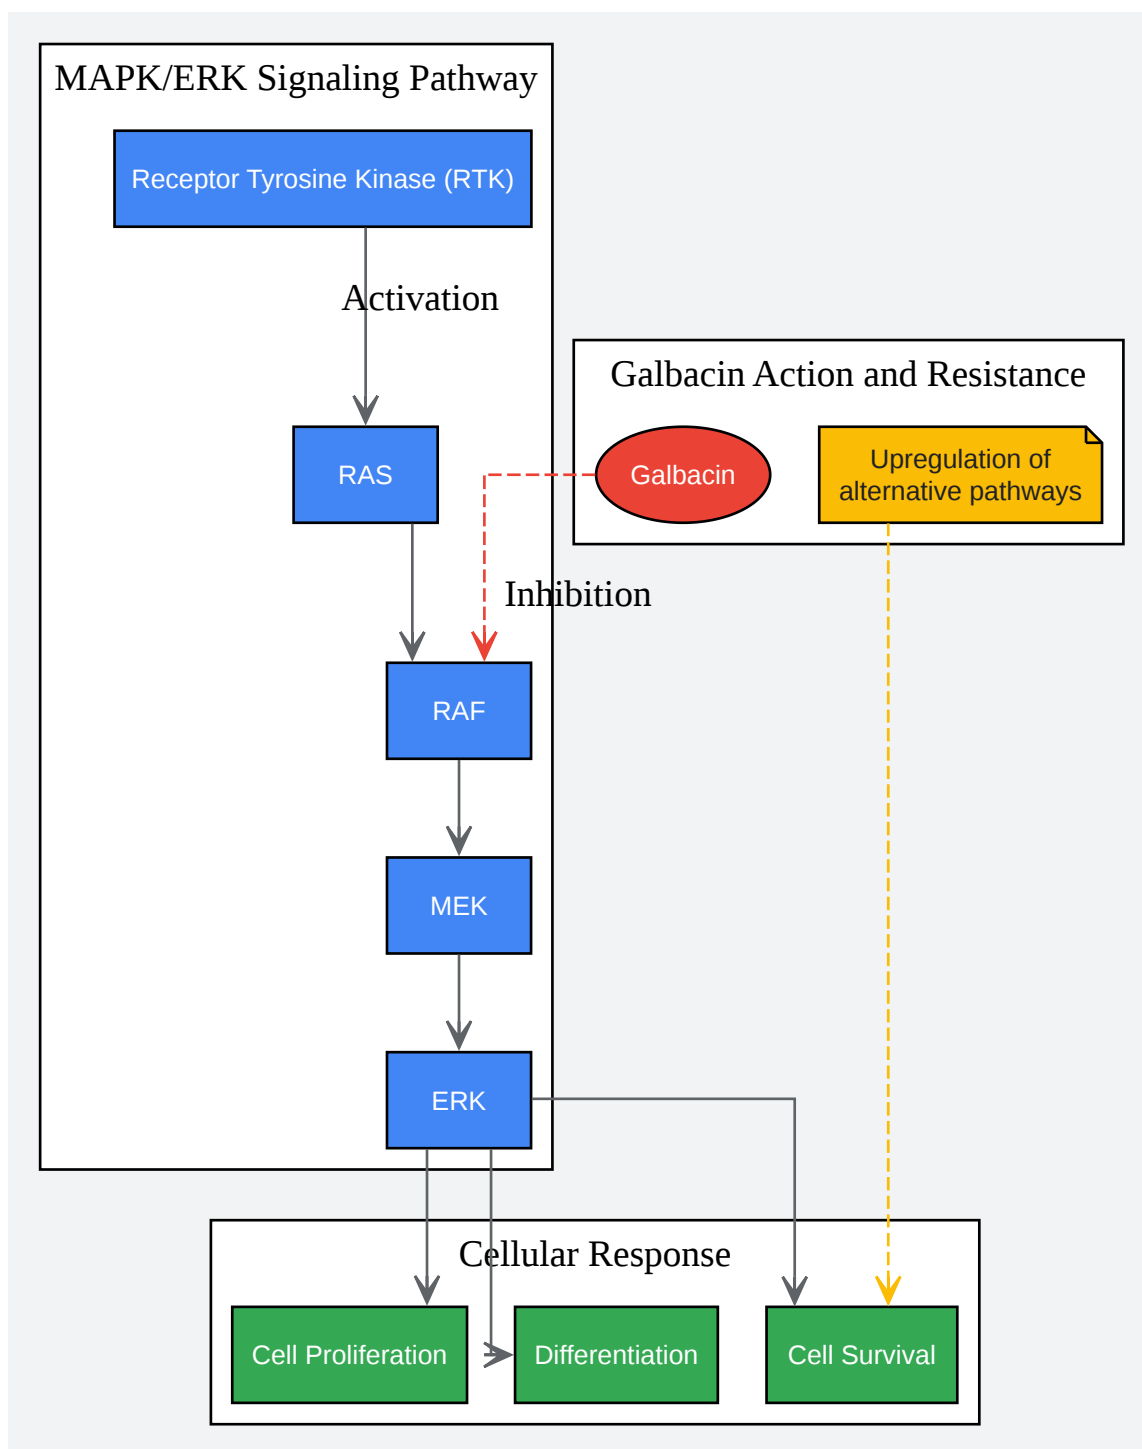 MAPK/ERK Signaling Pathway
Receptor Tyrosine Kinase (RTK)
Activation
Galbacin Action and Resistance
RAS
Galbacin
Upregulation of
alternative pathways
Inhibition
RAF
MEK
ERK
Cellular Response
Cell Proliferation
Differentiation
Cell Survival